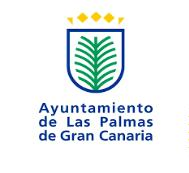 Ayuntamiento
de Las Palmas
de Gran Canaria